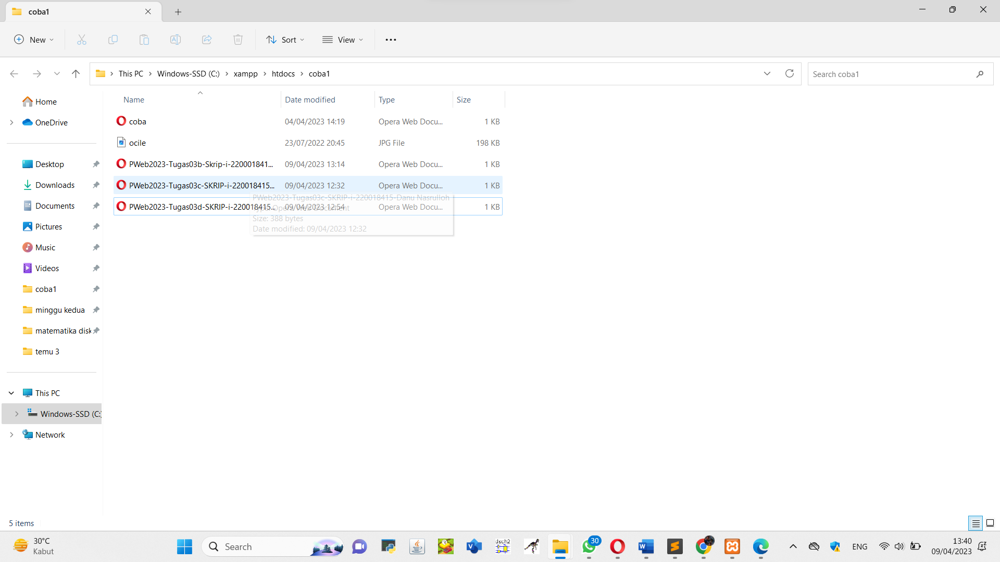 coba1
New
Sort
View
This PC
Windows-SSD (C:)
xampp
htdocs
coba1
Search coba1
Name
Date modified
Type
Size
coba
04/04/2023 14:19
Opera Web Docu...
1 KB
ocile
23/07/2022 20:45
JPG File
198 KB
PWeb2023-Tugas03b-Skrip-i-220001841...
09/04/2023 13:14
Opera Web Docu...
1 KB
PWeb2023-Tugas03c-SKRIP-i-220018415...
09/04/2023 12:32
Opera Web Docu...
1 KB
PWeb2023-Tugas03d-SKRIP-i-220018415...
09/04/2023 12:54
Opera Web Docu...
1 KB
PWeb2023-Tugas03c-SKRIP-i-220018415-Danu Nasrulloh
Type: Opera Web Document
Size: 388 bytes
Date modified: 09/04/2023 12:32
Home
OneDrive
Desktop
Downloads
Documents
Pictures
Music
Videos
coba1
minggu kedua
matematika disk
temu 3
This PC
Windows-SSD (C:)
Network
5 items
30°C
Kabut
Search
dsch2
30
ENG
13:40
09/04/2023